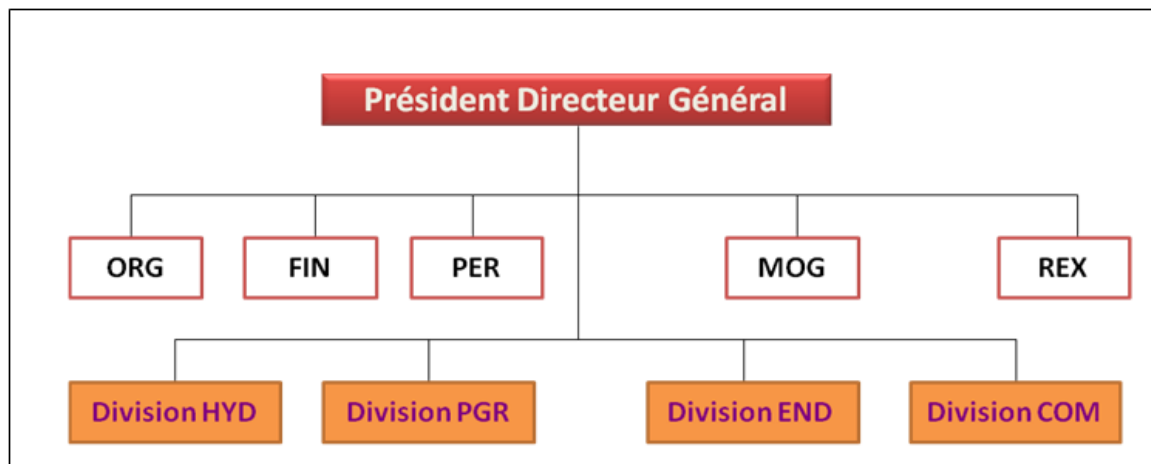 Président Directeur Général
ORG FIN PER MOG REX
Division HYD Division PGR Division END Division COM